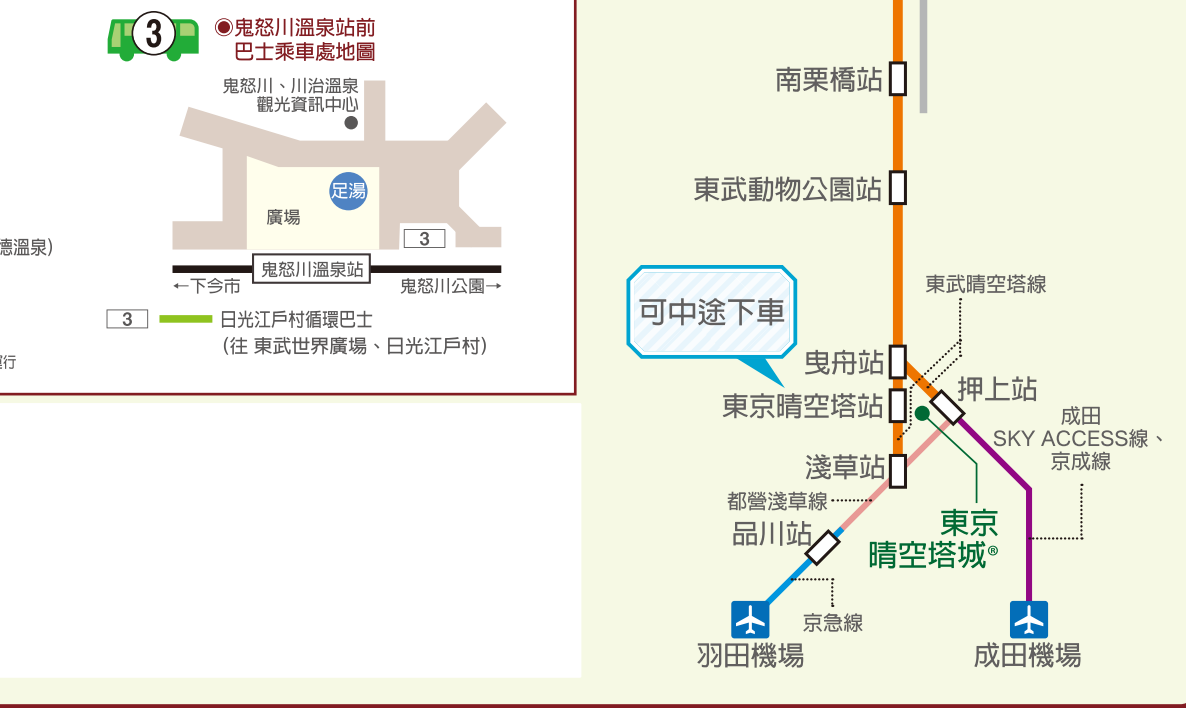 3
◉鬼怒川溫泉站前
巴士乘車處地圖
鬼怒川、川治溫泉
觀光資訊中心
足湯
廣場
3
鬼怒川溫泉站
←下今市
鬼怒川公園→
3
日光江戶村循環巴士
(往 東武世界廣場、日光江戶村)
德溫泉)
行
南栗橋站
東武動物公園站
東武晴空塔線
可中途下車
曳舟站
東京晴空塔站
押上站
成田
SKY ACCESS線、
京成線
淺草站
都營淺草線
品川站
東京
晴空塔城®
京急線
羽田機場
成田機場